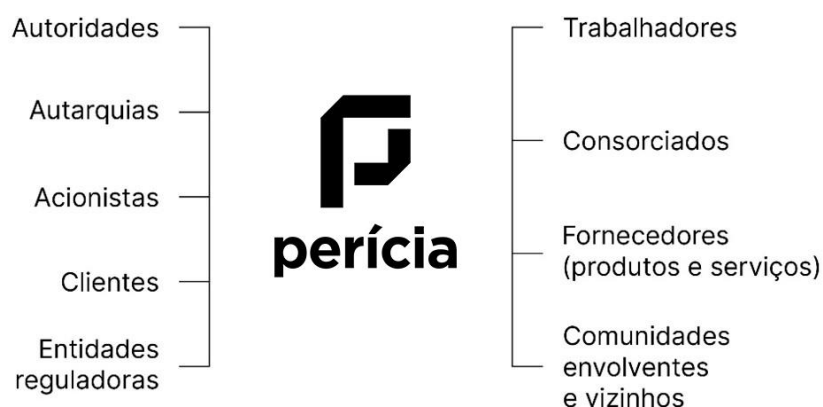 Autoridades
Autarquias
Acionistas
Clientes
Entidades
reguladoras
perícia
Trabalhadores
Consorciados
Fornecedores
(produtos e serviços)
Comunidades
envolventes
e vizinhos